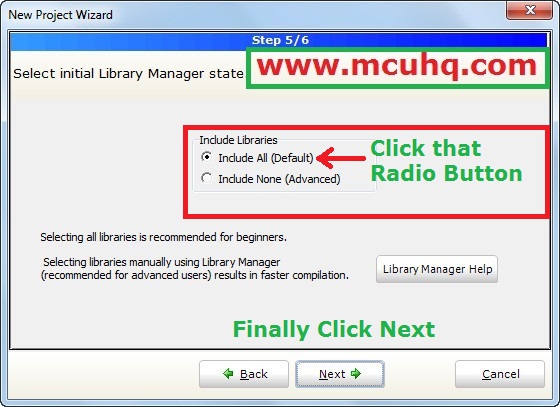 New Project Wizard
Step 5/6
Select initial Library Manager state
www.mcuhq.com
Include Libraries
Include All (Default)
Click that
Radio Button
Include None (Advanced)
Selecting all libraries is recommended for beginners.
Selecting libraries manually using Library Manager
(recommended for advanced users) results in faster compilation.
Library Manager Help
Finally Click Next
Back
Next
Cancel